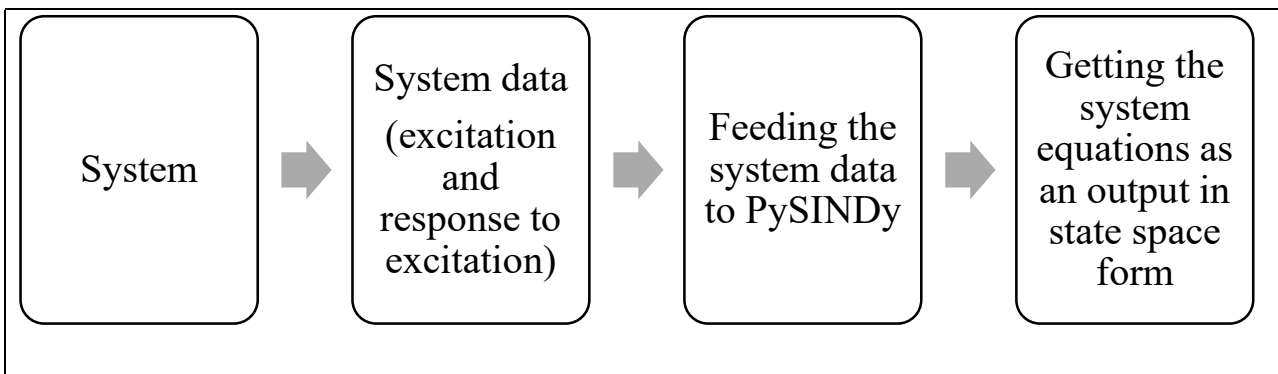 System
System data
(excitation
and
response to
excitation)
Feeding the
system data
to PySINDy
Getting the
system
equations as
an output in
state space
form